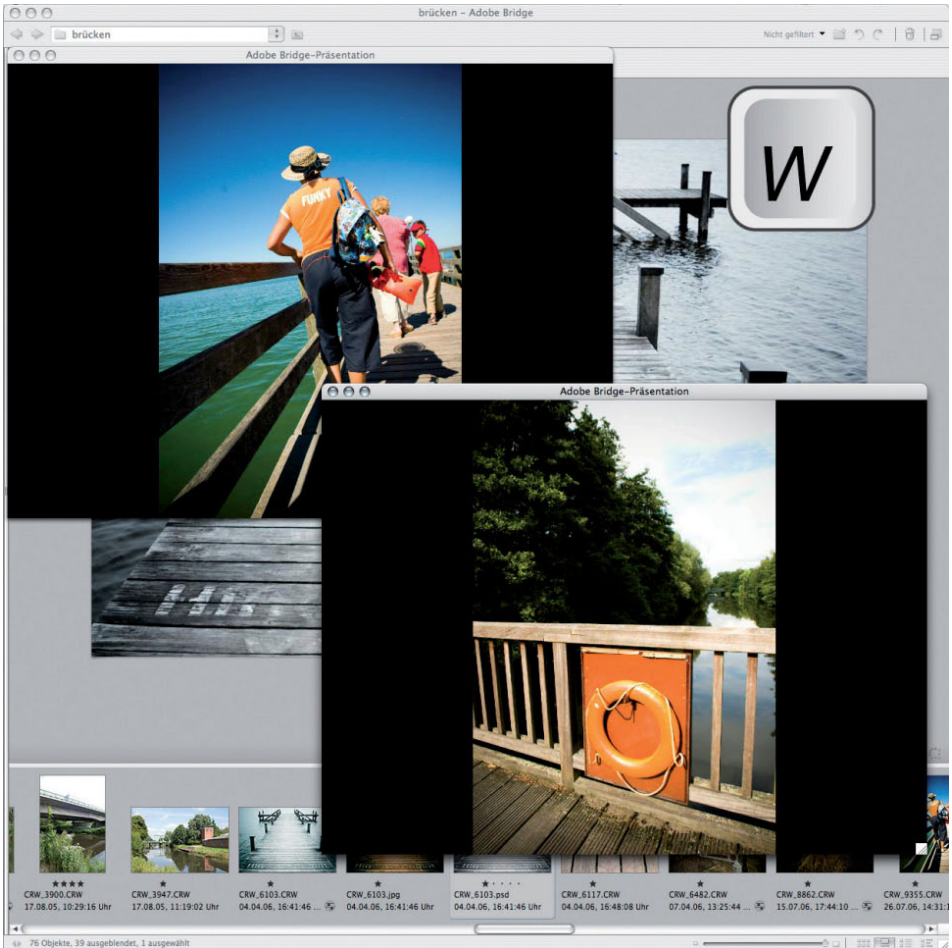 brücken – Adobe Bridge
brücken
Nicht gefiltert
Adobe Bridge-Präsentation
W
FUNKY
Adobe Bridge-Präsentation
CRW_3900.CRW
17.08.05, 10:29:16 Uhr
CRW_3947.CRW
17.08.05, 11:19:02 Uhr
CRW_6103.CRW
04.04.06, 16:41:46 ...
CRW_6103.jpg
04.04.06, 16:41:46 Uhr
CRW_6103.psd
04.04.06, 16:41:46 Uhr
CRW_6117.CRW
04.04.06, 16:48:08 Uhr
CRW_6482.CRW
07.04.06, 13:25:44 ...
CRW_8862.CRW
15.07.06, 17:44:10 ...
CRW_9355.CRW
26.07.06, 14:31:1
76 Objekte, 39 ausgeblendet, 1 ausgewählt